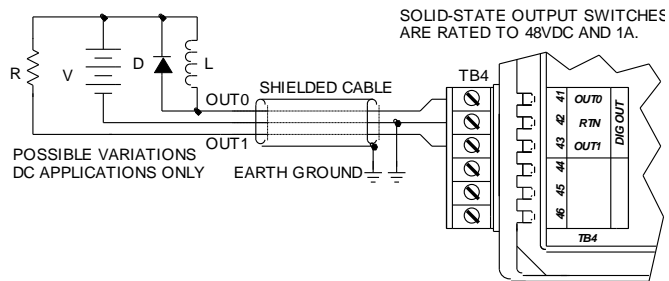 SOLID-STATE OUTPUT SWITCHES
ARE RATED TO 48VDC AND 1A.
R
V
D
L
OUT0
SHIELDED CABLE
TB4
OUT1
POSSIBLE VARIATIONS
DC APPLICATIONS ONLY
EARTH GROUND
41 OUT0
42 RTN
43 OUT1
44
45
46
DIG OUT
TB4